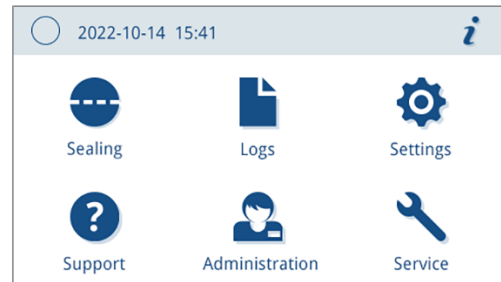 2022-10-14 15:41 i
Sealing Logs Settings
?
Support Administration Service